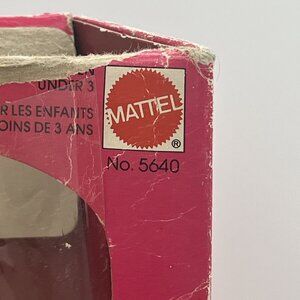 UNDER 3
R LES ENFANTS
OINS DE 3 ANS
MATTEL
®
No. 5640